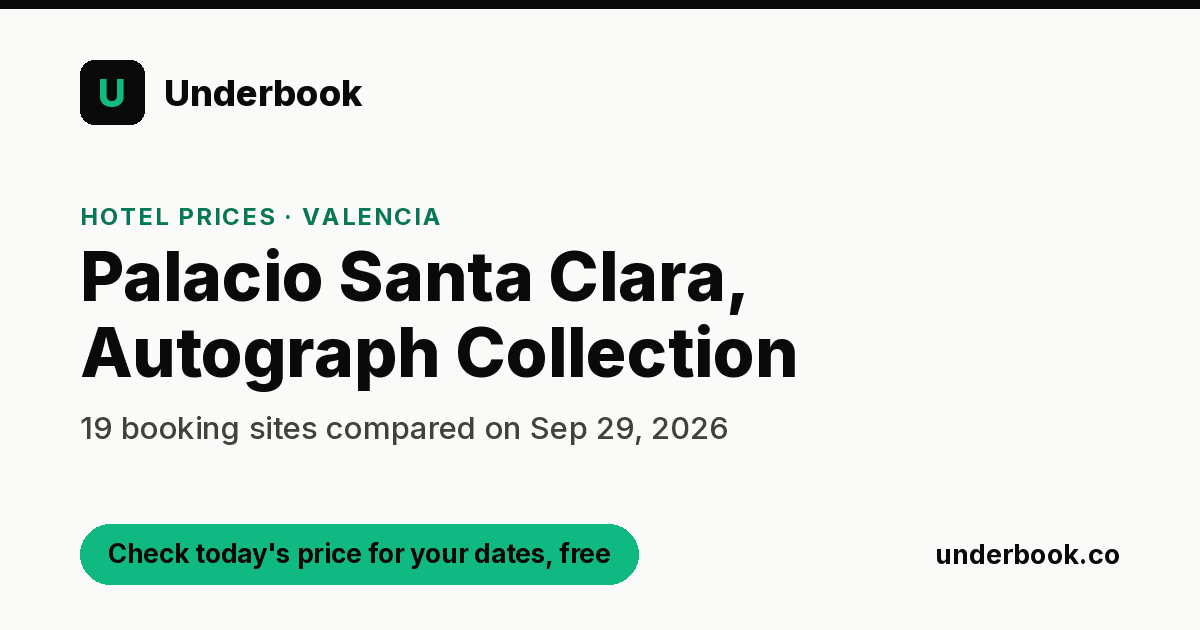 U Underbook
HOTEL PRICES · VALENCIA
Palacio Santa Clara,
Autograph Collection
19 booking sites compared on Sep 29, 2026
Check today's price for your dates, free
underbook.co